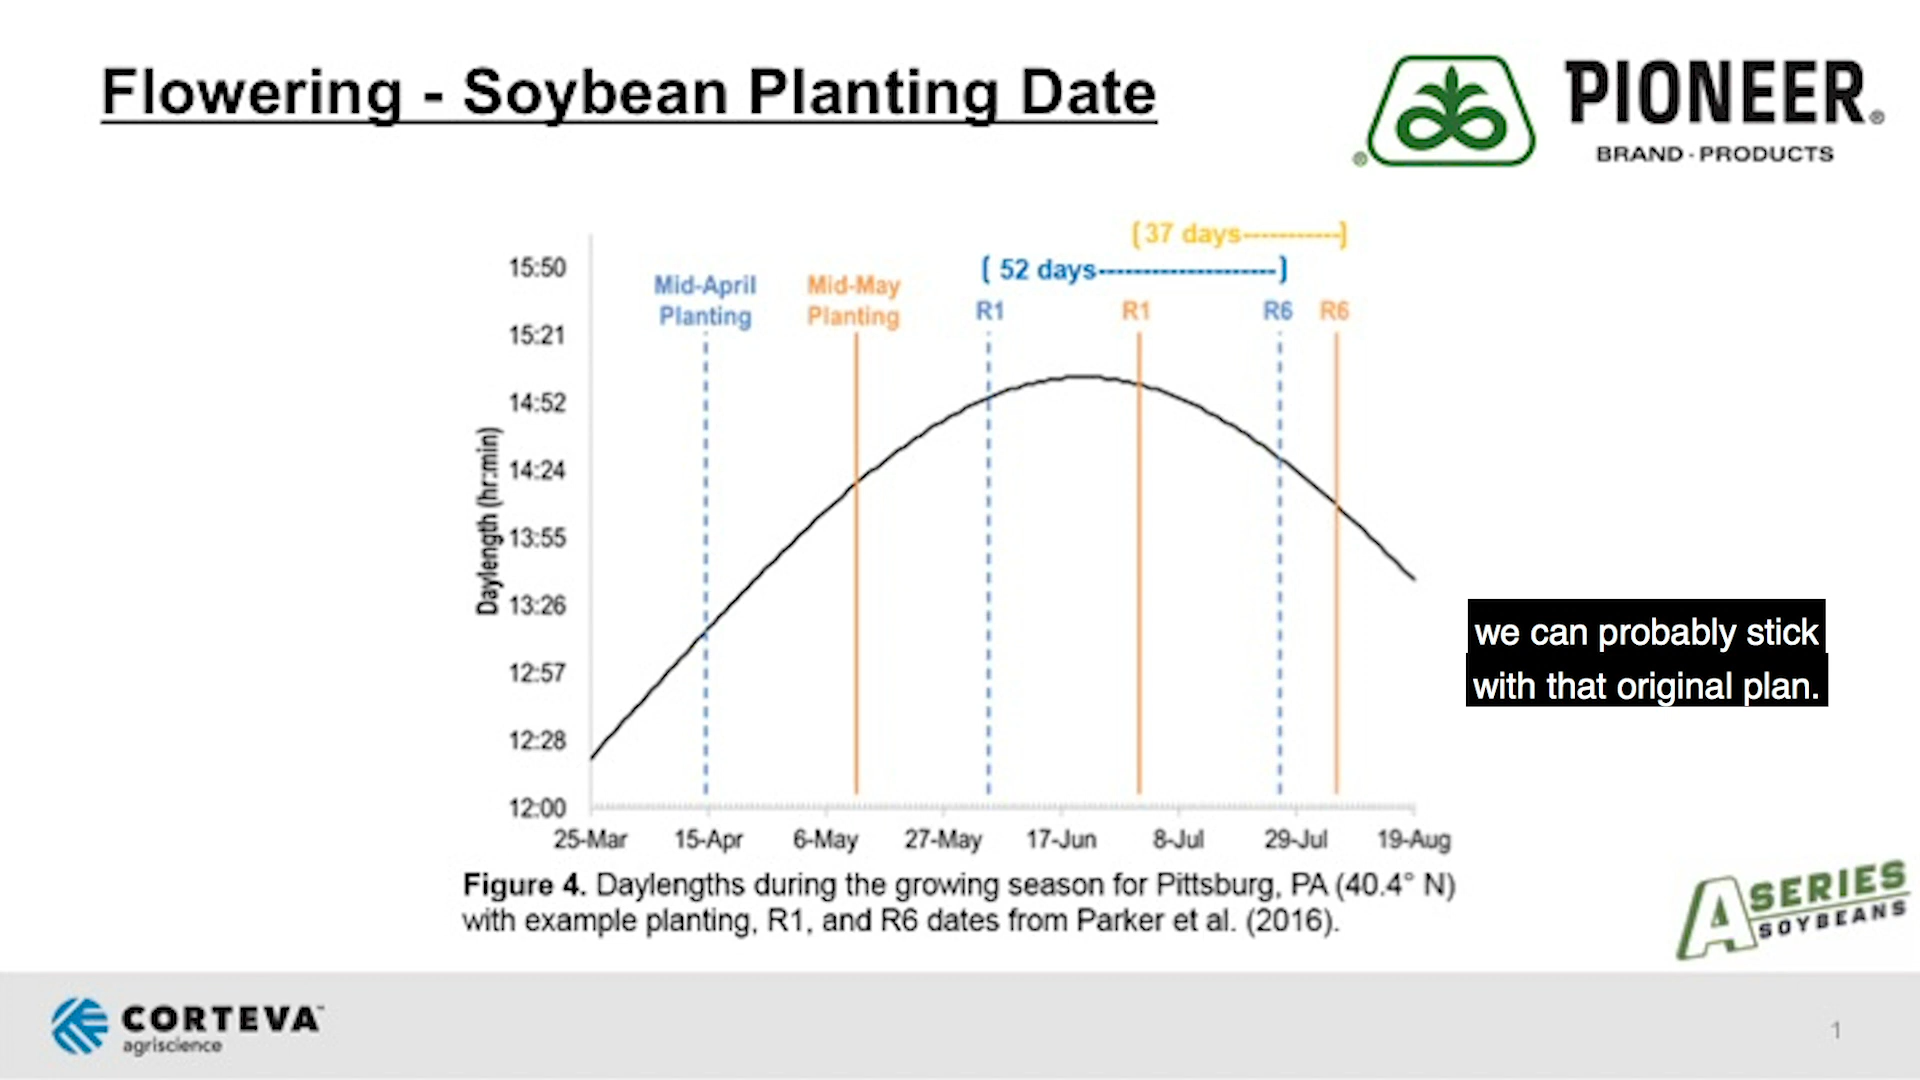 Flowering - Soybean Planting Date
PIONEER®
BRAND · PRODUCTS
®
[37 days-----------]
[ 52 days--------------------]
Mid-April
Planting
Mid-May
Planting
R1
R1
R6
R6
15:50
15:21
14:52
14:24
13:55
13:26
12:57
12:28
12:00
Daylength (hr:min)
25-Mar 15-Apr 6-May 27-May 17-Jun 8-Jul 29-Jul 19-Aug
we can probably stick
with that original plan.
Figure 4. Daylengths during the growing season for Pittsburg, PA (40.4° N)
with example planting, R1, and R6 dates from Parker et al. (2016).
A SERIES
SOYBEANS
CORTEVA™
agriscience
1